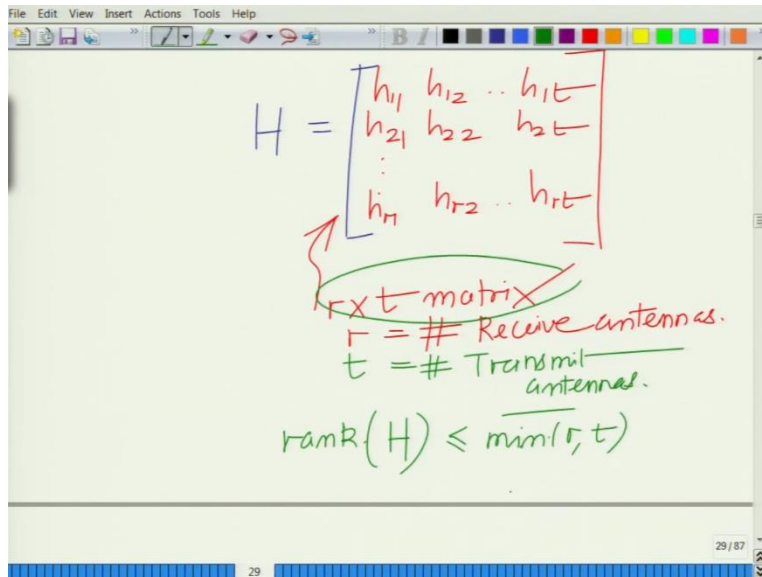 File Edit View Insert Actions Tools Help
B I
h₁₁ h₁₂ .. h₁t
H = h₂₁ h₂₂ h₂t
:
hr₁ hr₂ .. hrt
r x t matrix
r = # Receive antennas.
t = # Transmit
antennas.
rank(H) ≤ min(r, t)
29/87
29